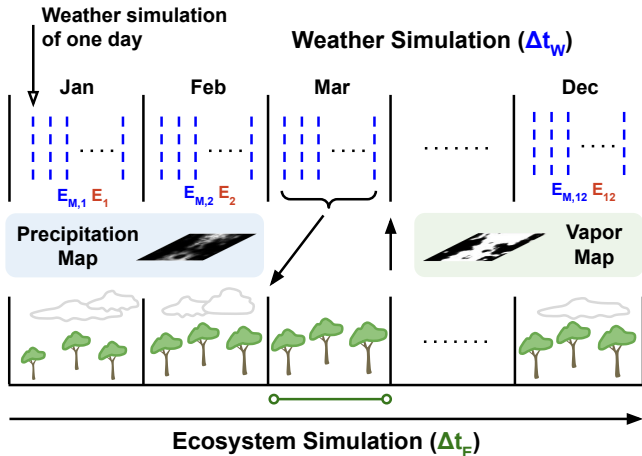 Weather simulation
of one day
Weather Simulation (Δt_W)
Jan Feb Mar Dec
E_M,1 E_1 E_M,2 E_2 E_M,12 E_12
Precipitation
Map
Vapor
Map
Ecosystem Simulation (Δt_E)